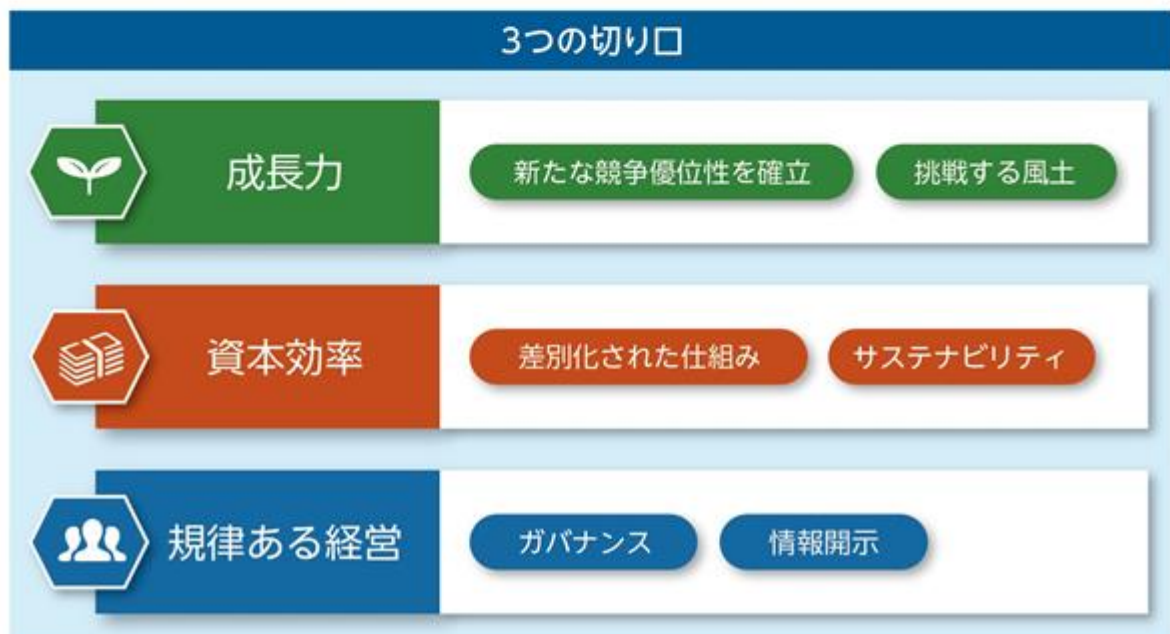 3つの切り口
成長力
新たな競争優位性を確立
挑戦する風土
資本効率
差別化された仕組み
サステナビリティ
規律ある経営
ガバナンス
情報開示